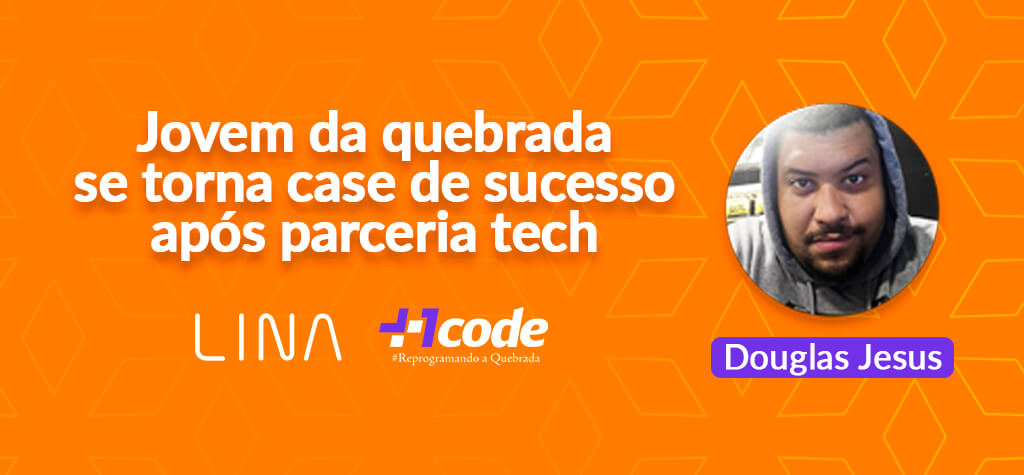 Jovem da quebrada
se torna case de sucesso
após parceria tech
LINA
+1code
#Reprogramando a Quebrada
Douglas Jesus